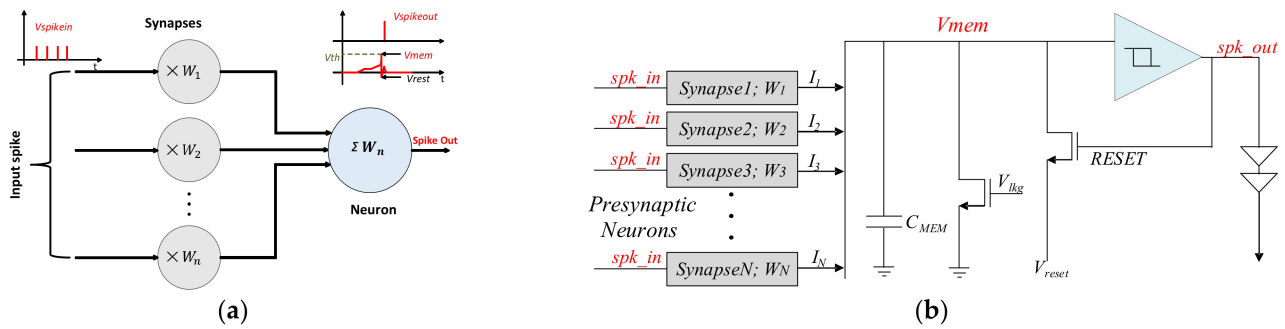 Vspikein
t
Synapses
Vspikeout
Vth
Vmem
Vrest
t
Input spike
× W1
× W2
× Wn
Σ Wn
Spike Out
Neuron
(a)
Vmem
spk_out
spk_in
Synapse1; W1
I1
spk_in
Synapse2; W2
I2
spk_in
Synapse3; W3
I3
Presynaptic
Neurons
spk_in
SynapseN; WN
IN
CMEM
Vlkg
RESET
Vreset
(b)